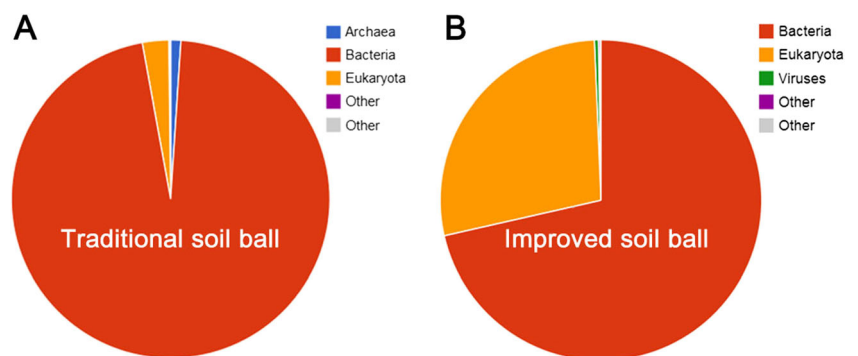 A
Archaea
Bacteria
Eukaryota
Other
Other
Traditional soil ball
B
Bacteria
Eukaryota
Viruses
Other
Other
Improved soil ball